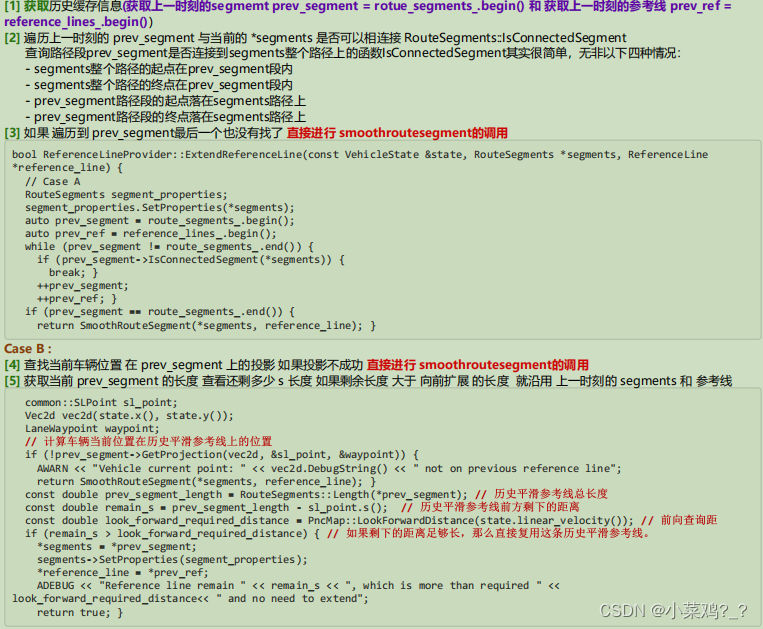 [1] 获取历史缓存信息(获取上一时刻的segmemt prev_segment = rotue_segments_.begin() 和 获取上一时刻的参考线 prev_ref =
reference_lines_.begin())
[2] 遍历上一时刻的 prev_segment 与当前的 *segments 是否可以相连接 RouteSegments::IsConnectedSegment
查询路径段prev_segment是否连接到segments整个路径上的函数IsConnectedSegment其实很简单，无非以下四种情况：
- segments整个路径的起点在prev_segment段内
- segments整个路径的终点在prev_segment段内
- prev_segment路径段的起点落在segments路径上
- prev_segment路径段的终点落在segments路径上
[3] 如果 遍历到 prev_segment最后一个也没有找了 直接进行 smoothroutesegment的调用
bool ReferenceLineProvider::ExtendReferenceLine(const VehicleState &state, RouteSegments *segments, ReferenceLine
*reference_line) {
// Case A
RouteSegments segment_properties;
segment_properties.SetProperties(*segments);
auto prev_segment = route_segments_.begin();
auto prev_ref = reference_lines_.begin();
while (prev_segment != route_segments_.end()) {
if (prev_segment->IsConnectedSegment(*segments)) {
break; }
++prev_segment;
++prev_ref; }
if (prev_segment == route_segments_.end()) {
return SmoothRouteSegment(*segments, reference_line); }
Case B :
[4] 查找当前车辆位置 在 prev_segment 上的投影 如果投影不成功 直接进行 smoothroutesegment的调用
[5] 获取当前 prev_segment 的长度 查看还剩多少 s 长度 如果剩余长度 大于 向前扩展 的长度 就沿用 上一时刻的 segments 和 参考线
common::SLPoint sl_point;
Vec2d vec2d(state.x(), state.y());
LaneWaypoint waypoint;
// 计算车辆当前位置在历史平滑参考线上的位置
if (!prev_segment->GetProjection(vec2d, &sl_point, &waypoint)) {
AWARN << "Vehicle current point: " << vec2d.DebugString() << " not on previous reference line";
return SmoothRouteSegment(*segments, reference_line); }
const double prev_segment_length = RouteSegments::Length(*prev_segment); // 历史平滑参考线总长度
const double remain_s = prev_segment_length - sl_point.s(); // 历史平滑参考线前方剩下的距离
const double look_forward_required_distance = PncMap::LookForwardDistance(state.linear_velocity()); // 前向查询距
if (remain_s > look_forward_required_distance) { // 如果剩下的距离足够长，那么直接复用这条历史平滑参考线。
*segments = *prev_segment;
segments->SetProperties(segment_properties);
*reference_line = *prev_ref;
ADEBUG << "Reference line remain " << remain_s << ", which is more than required " <<
look_forward_required_distance<< " and no need to extend";
return true; }
CSDN @小菜鸡?_?